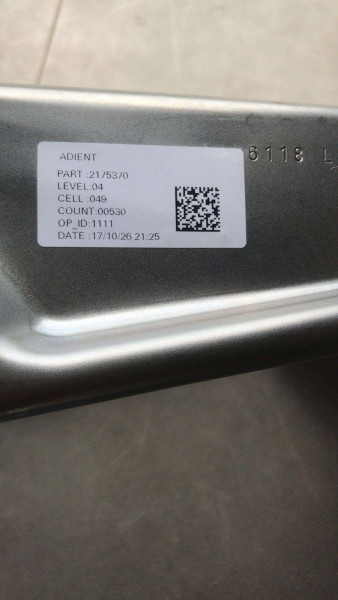 ADIENT
PART :2175370
LEVEL:04
CELL :049
COUNT:00530
OP_ID:1111
DATE :17/10/26 21:25
6118 L